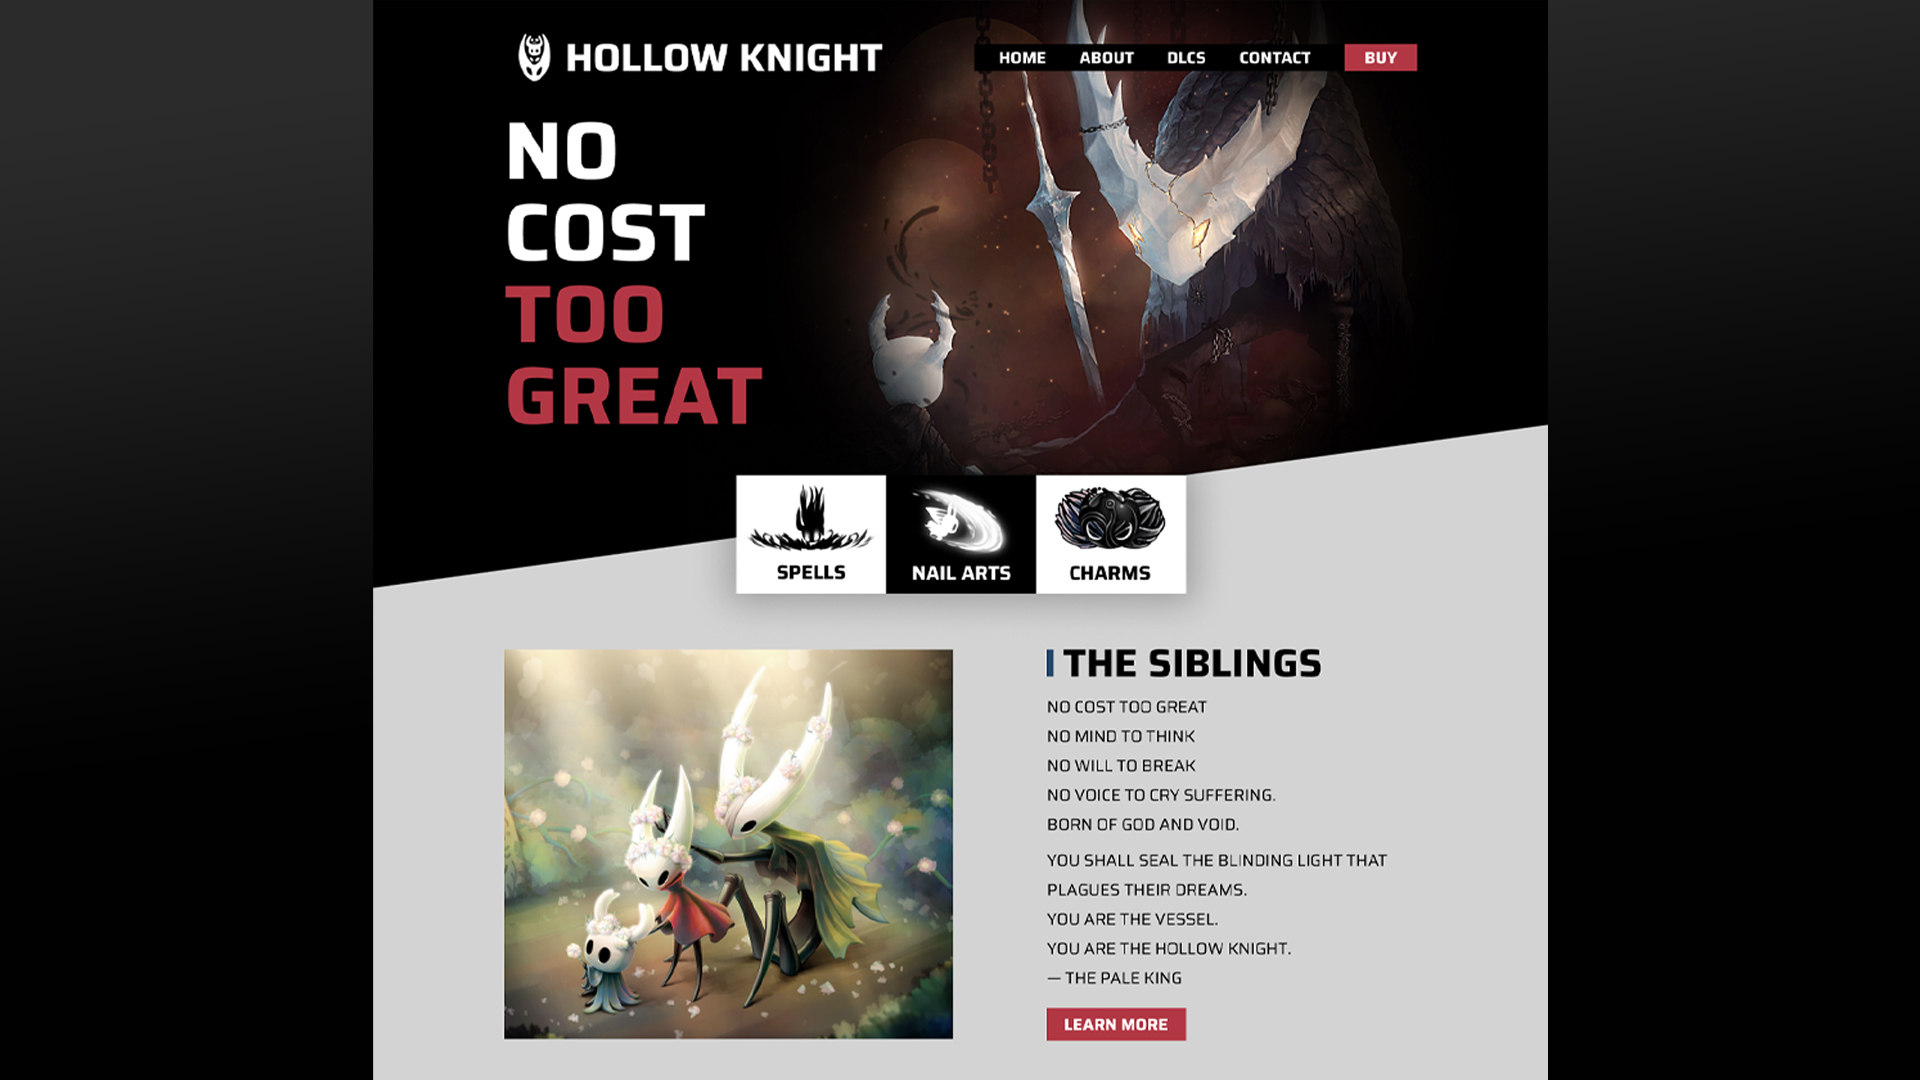 HOLLOW KNIGHT
HOME ABOUT DLCS CONTACT BUY
NO
COST
TOO
GREAT
SPELLS NAIL ARTS CHARMS
THE SIBLINGS
NO COST TOO GREAT
NO MIND TO THINK
NO WILL TO BREAK
NO VOICE TO CRY SUFFERING.
BORN OF GOD AND VOID.
YOU SHALL SEAL THE BLINDING LIGHT THAT
PLAGUES THEIR DREAMS.
YOU ARE THE VESSEL.
YOU ARE THE HOLLOW KNIGHT.
— THE PALE KING
LEARN MORE